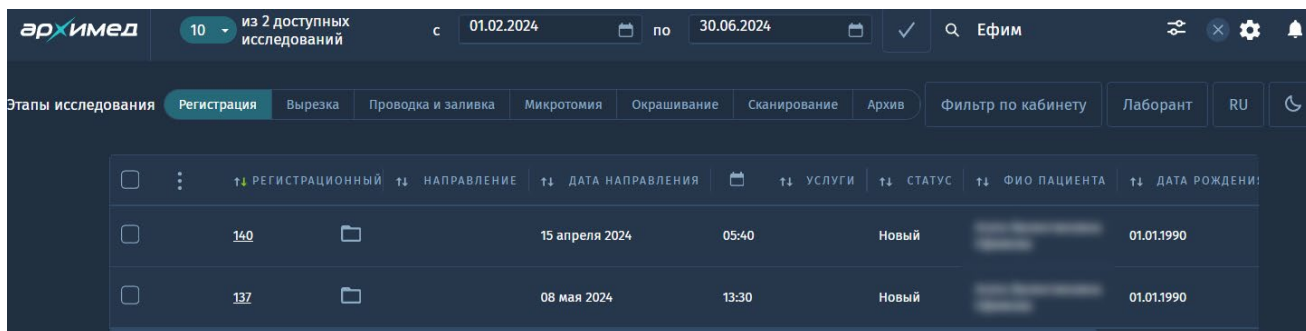 архимед 10 из 2 доступных исследований с 01.02.2024 по 30.06.2024 Ефим
Этапы исследования Регистрация Вырезка Проводка и заливка Микротомия Окрашивание Сканирование Архив Фильтр по кабинету Лаборант RU
РЕГИСТРАЦИОННЫЙ НАПРАВЛЕНИЕ ДАТА НАПРАВЛЕНИЯ УСЛУГИ СТАТУС ФИО ПАЦИЕНТА ДАТА РОЖДЕНИ
140 15 апреля 2024 05:40 Новый 01.01.1990
137 08 мая 2024 13:30 Новый 01.01.1990